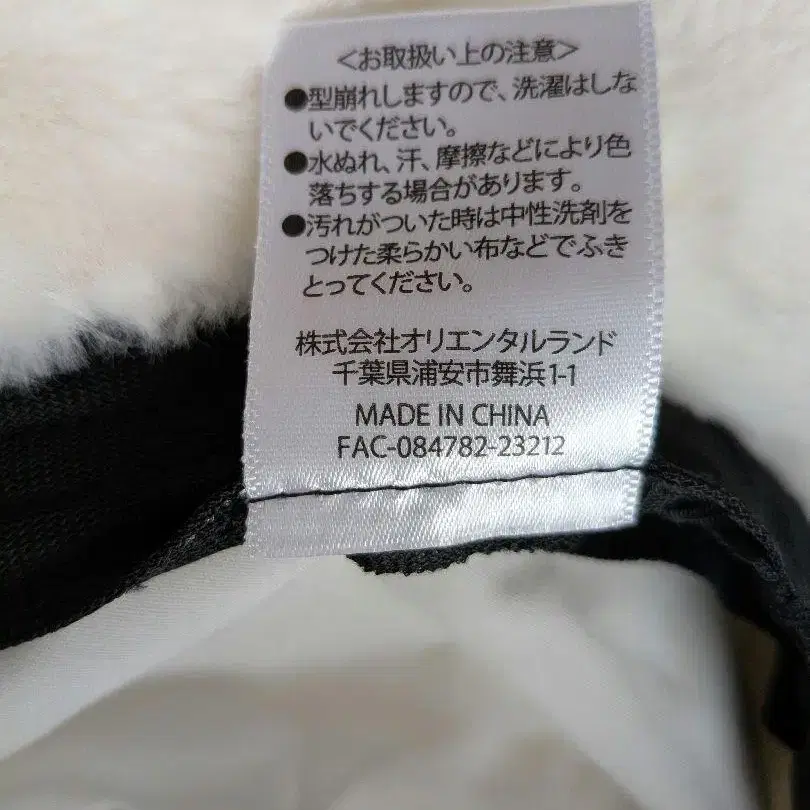 ＜お取扱い上の注意＞
●型崩れしますので、洗濯はしな
いでください。
●水ぬれ、汗、摩擦などにより色
落ちする場合があります。
●汚れがついた時は中性洗剤を
つけた柔らかい布などでふき
とってください。
株式会社オリエンタルランド
千葉県浦安市舞浜1-1
MADE IN CHINA
FAC-084782-23212